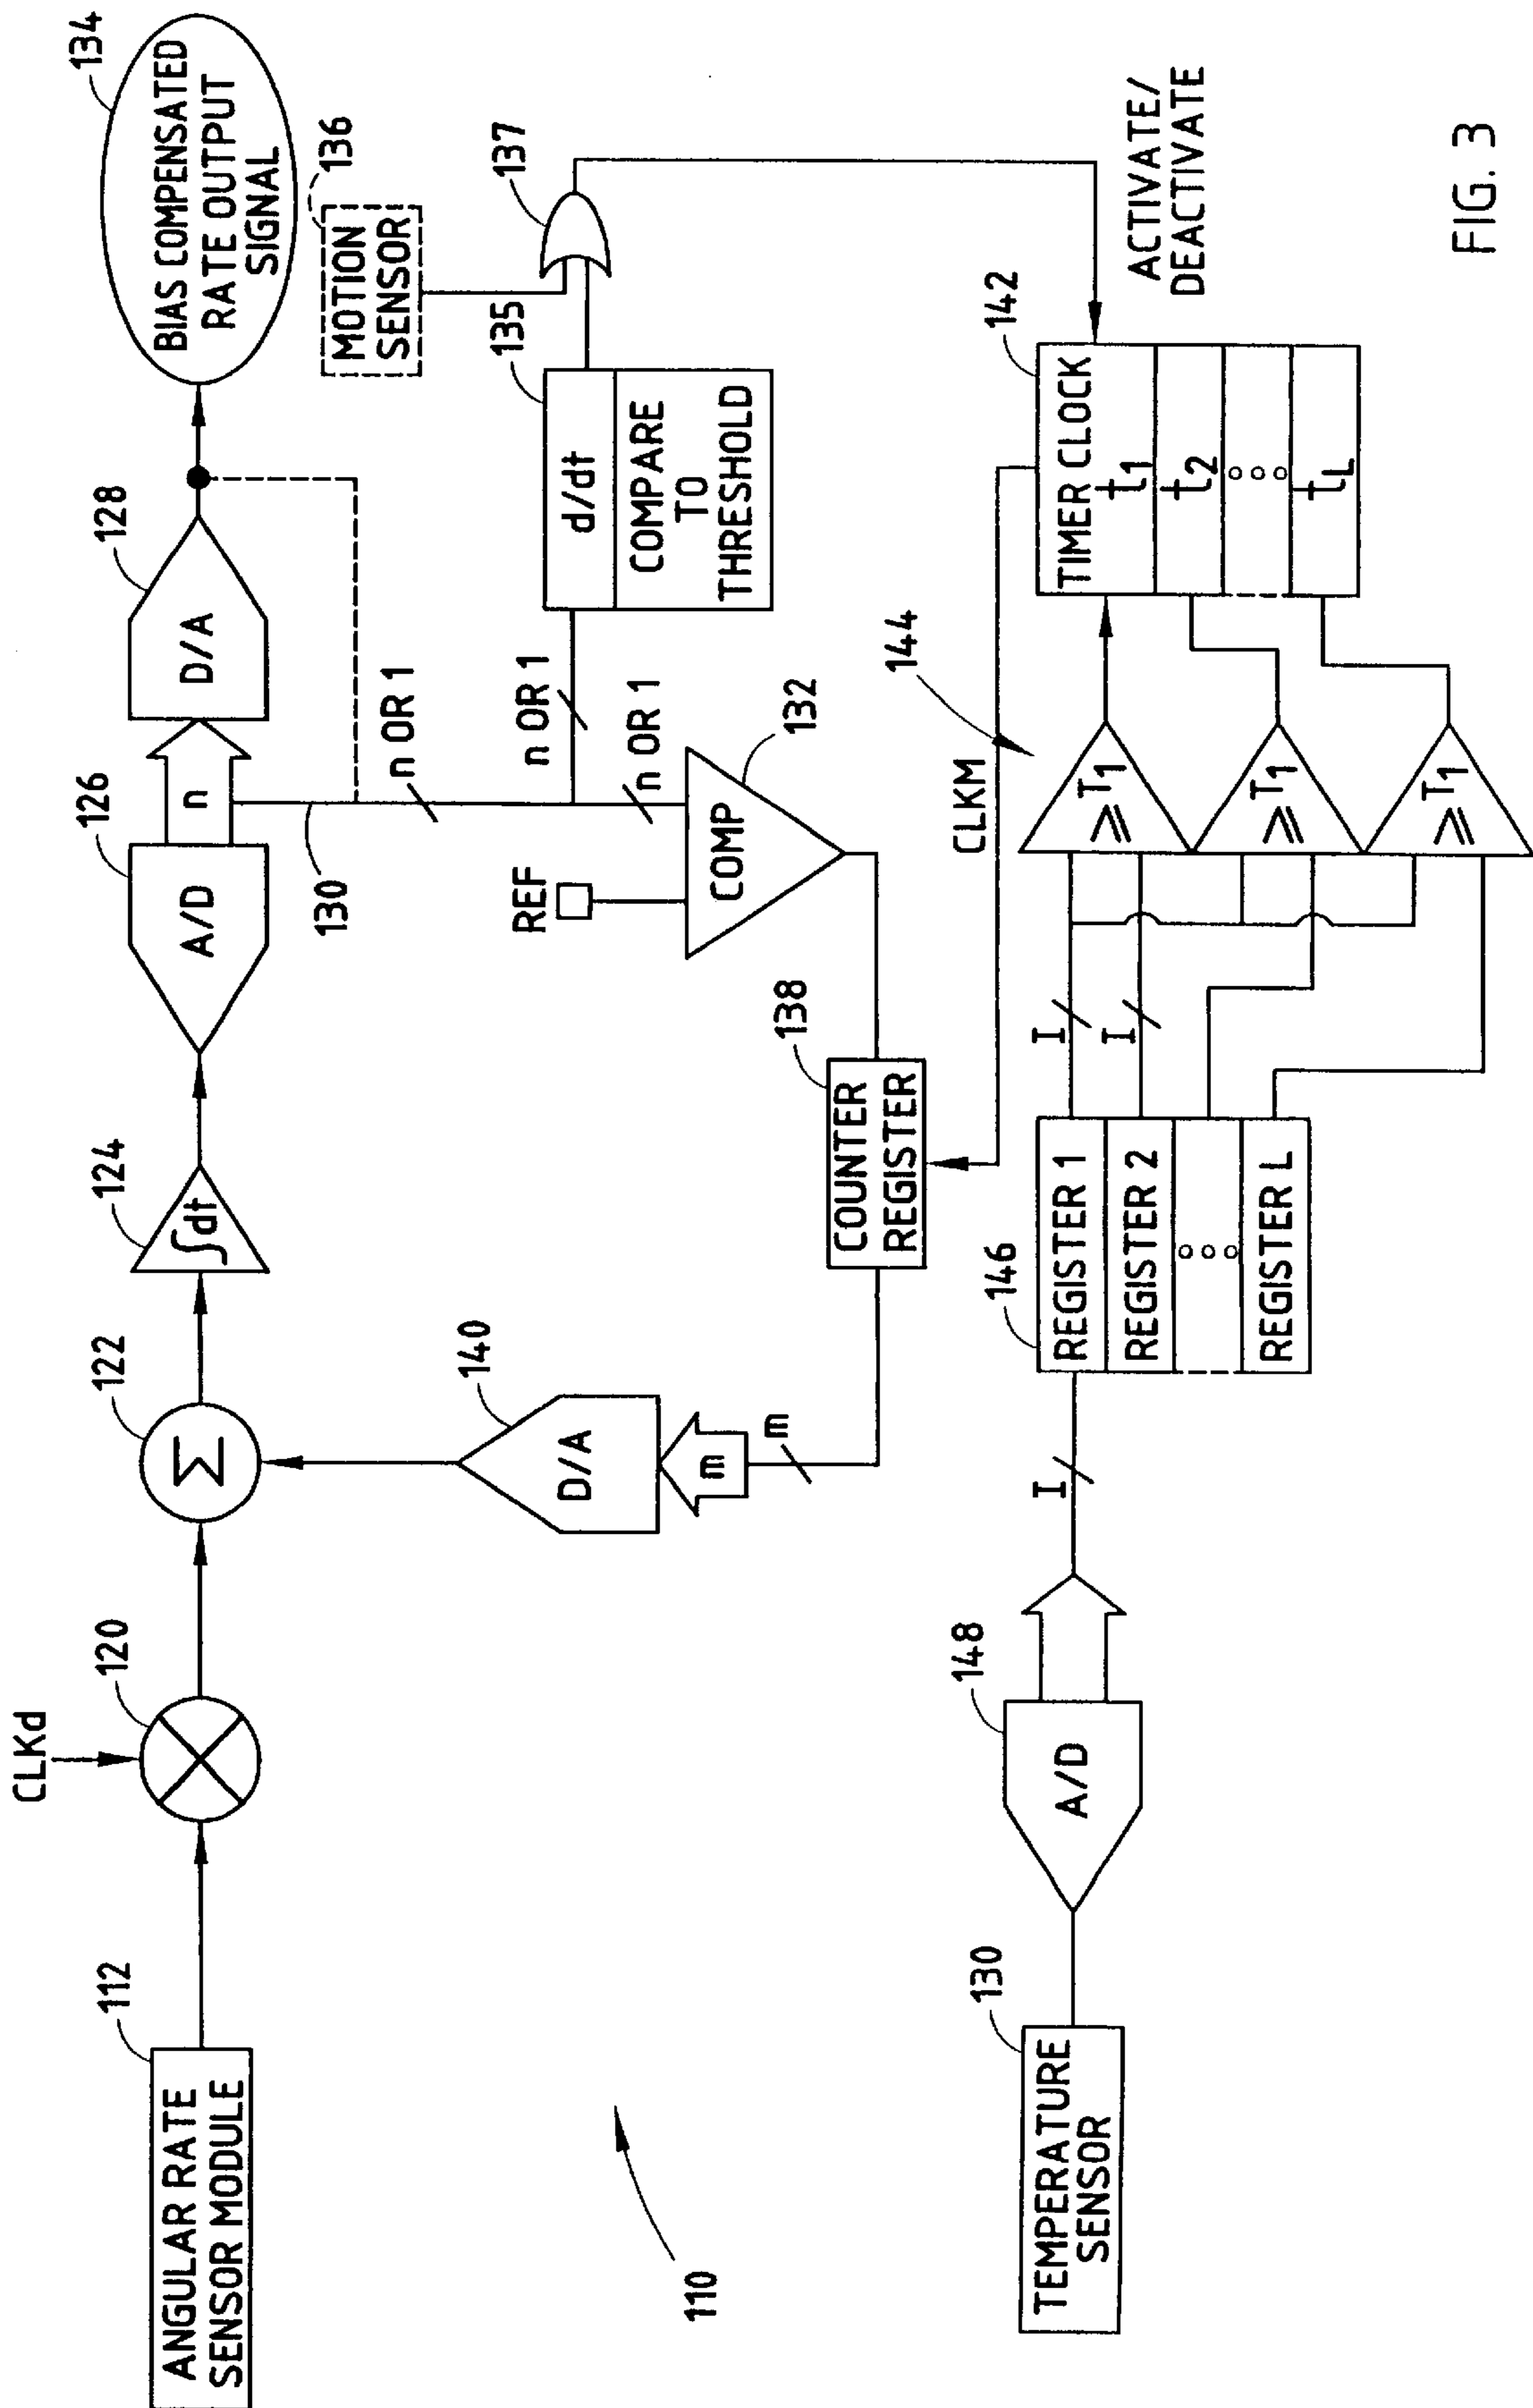 110
ANGULAR RATE
SENSOR MODULE
112
CLKd
120
Σ
122
∫dt
124
A/D
126
n
D/A
128
BIAS COMPENSATED
RATE OUTPUT
SIGNAL
134
MOTION
SENSOR
136
137
130
n OR 1
n OR 1
n OR 1
d/dt
COMPARE
TO
THRESHOLD
135
REF
COMP
132
COUNTER
REGISTER
138
m
m
D/A
140
CLKM
TEMPERATURE
SENSOR
130
A/D
148
I
REGISTER 1
REGISTER 2
REGISTER L
146
I
I
≥ T1
≥ T1
≥ T1
144
TIMER CLOCK
t1
t2
tL
142
ACTIVATE/
DEACTIVATE
FIG. 3